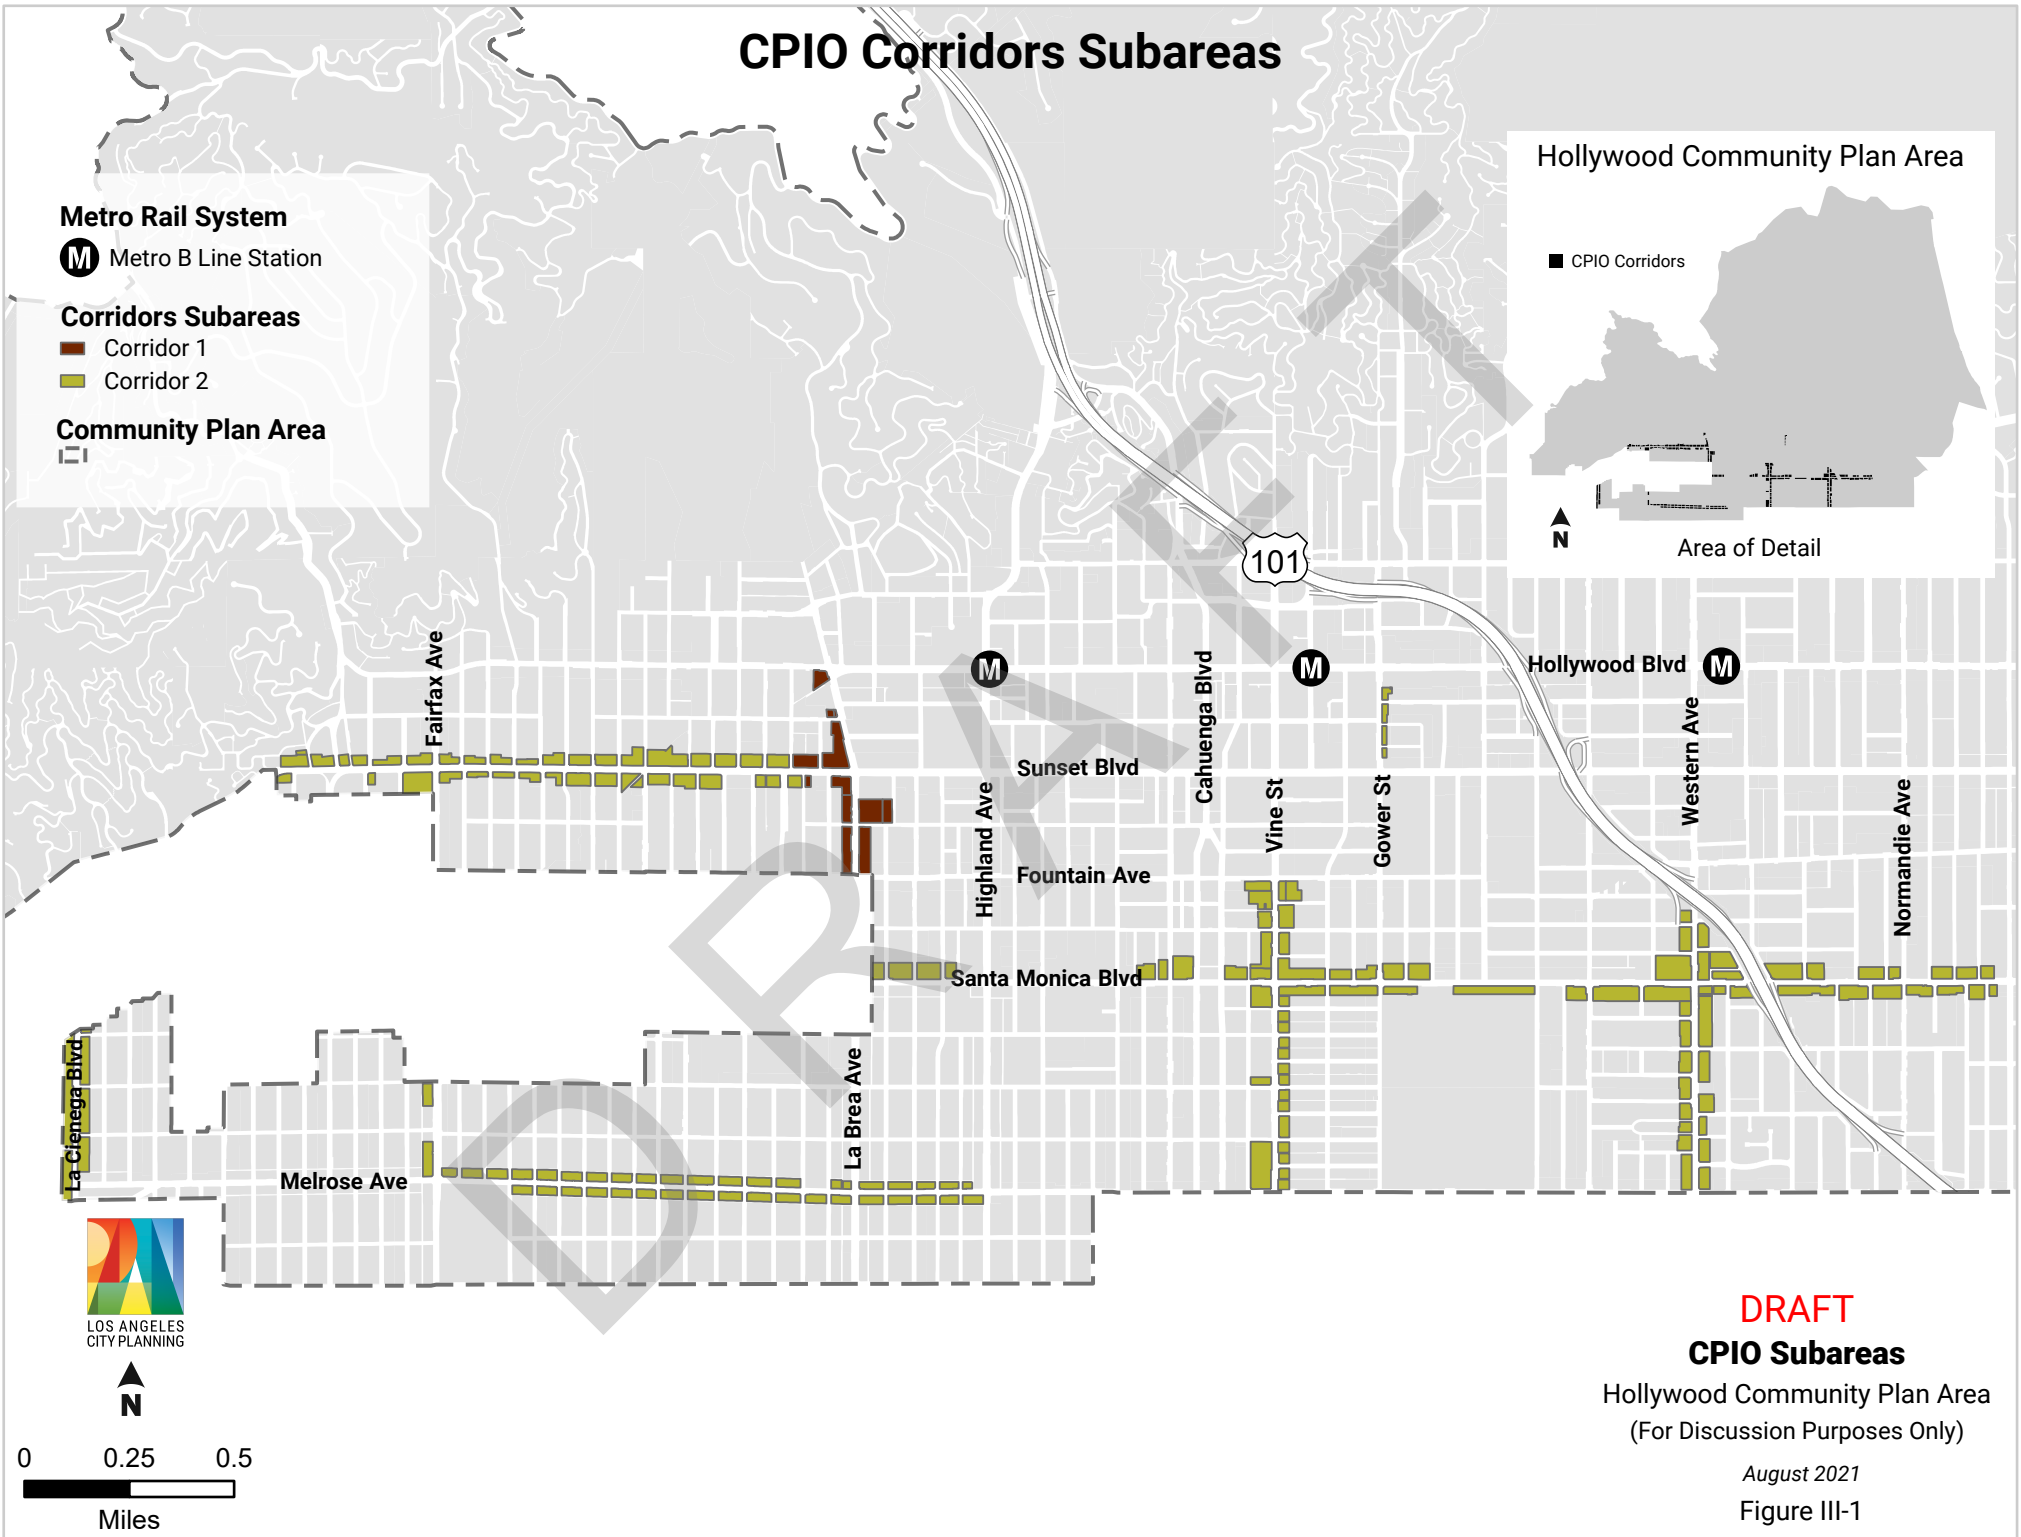 CPIO Corridors Subareas
Metro Rail System
M Metro B Line Station
Corridors Subareas
Corridor 1
Corridor 2
Community Plan Area
Hollywood Community Plan Area
CPIO Corridors
N
Area of Detail
101
Fairfax Ave
M
Cahuenga Blvd
M
Hollywood Blvd
M
Western Ave
Sunset Blvd
Highland Ave
Vine St
Gower St
Normandie Ave
Fountain Ave
Santa Monica Blvd
La Cienega Blvd
La Brea Ave
Melrose Ave
DRAFT
LOS ANGELES
CITY PLANNING
N
0 0.25 0.5
Miles
DRAFT
CPIO Subareas
Hollywood Community Plan Area
(For Discussion Purposes Only)
August 2021
Figure III-1